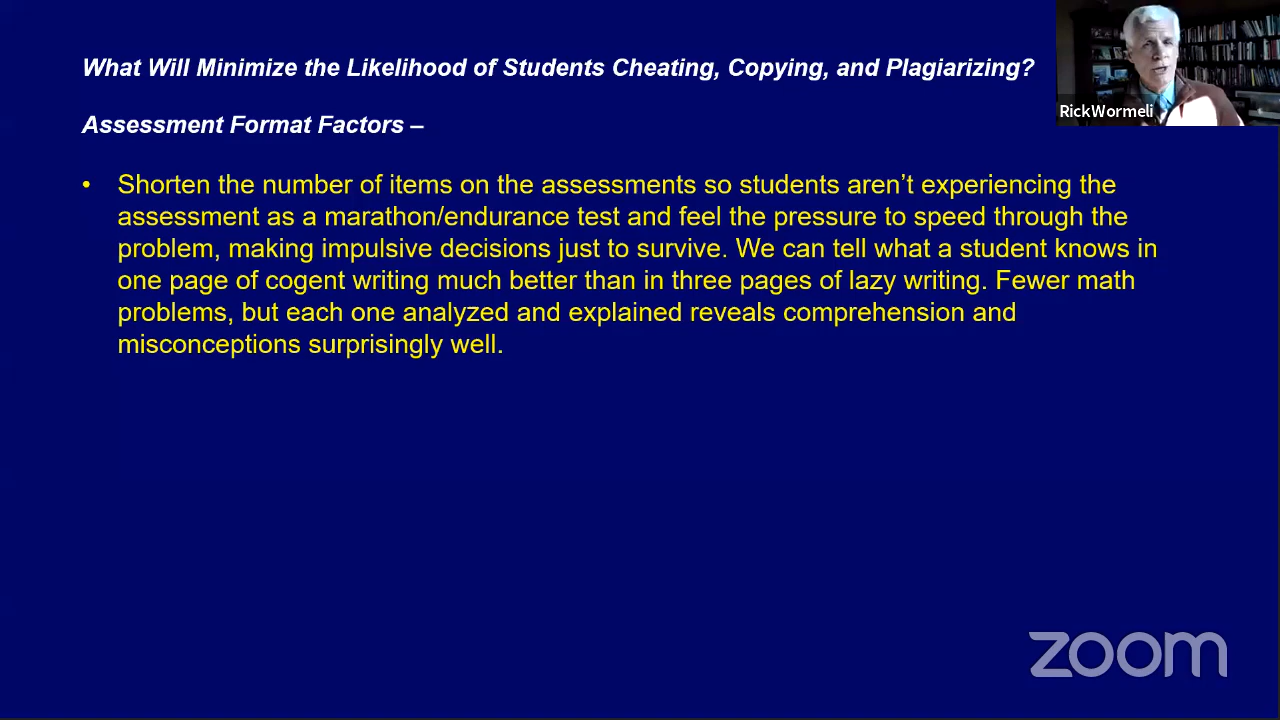 What Will Minimize the Likelihood of Students Cheating, Copying, and Plagiarizing?
RickWormeli
Assessment Format Factors –
• Shorten the number of items on the assessments so students aren’t experiencing the
assessment as a marathon/endurance test and feel the pressure to speed through the
problem, making impulsive decisions just to survive. We can tell what a student knows in
one page of cogent writing much better than in three pages of lazy writing. Fewer math
problems, but each one analyzed and explained reveals comprehension and
misconceptions surprisingly well.
zoom